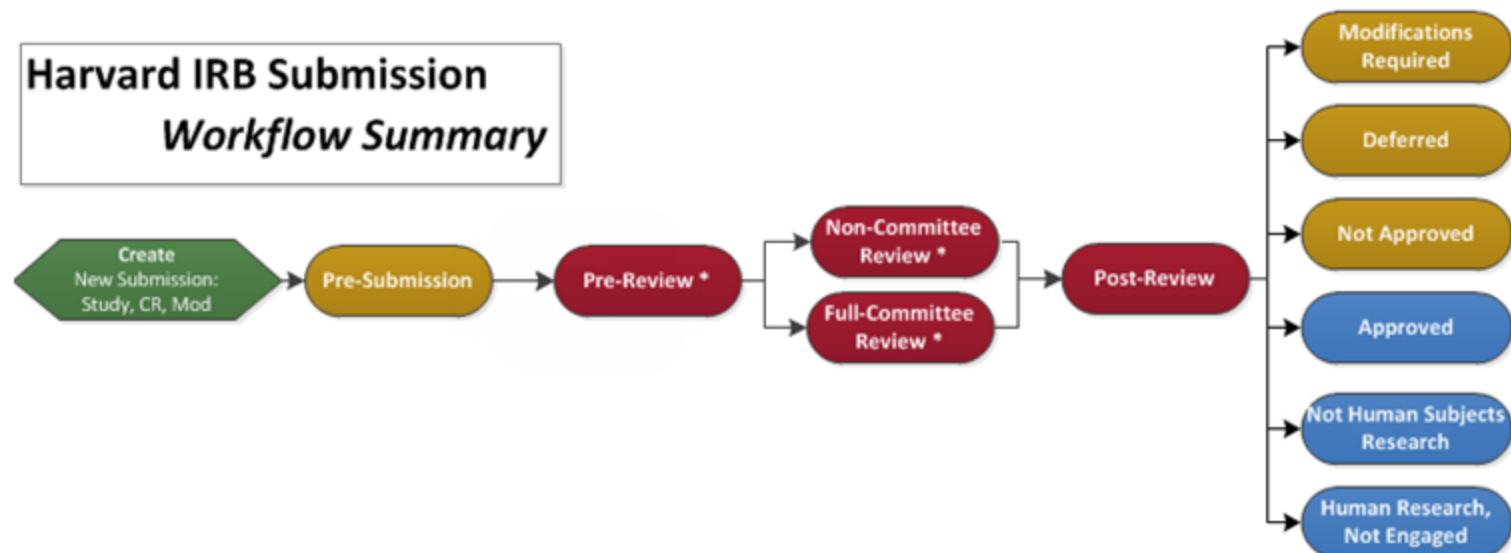 Harvard IRB Submission
Workflow Summary
Create
New Submission:
Study, CR, Mod
Pre-Submission
Pre-Review *
Non-Committee
Review *
Full-Committee
Review *
Post-Review
Modifications
Required
Deferred
Not Approved
Approved
Not Human Subjects
Research
Human Research,
Not Engaged